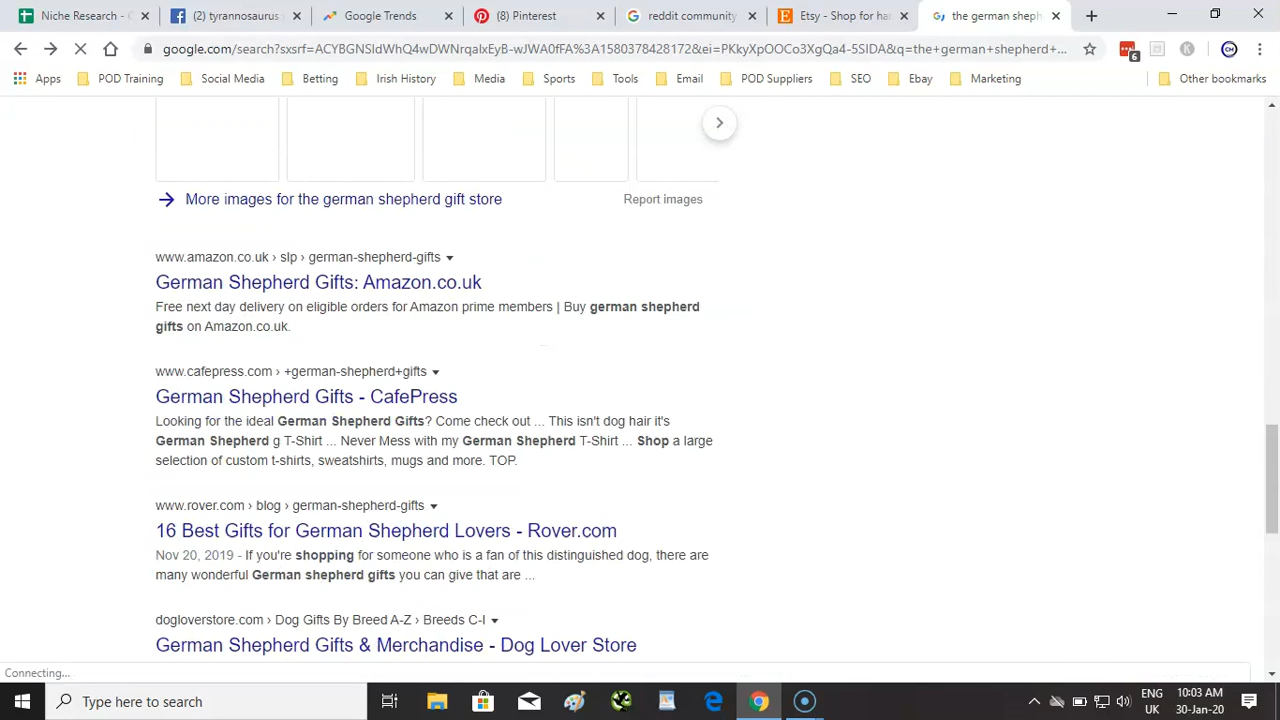 Niche Research - C
(2) tyrannosaurus
Google Trends
(8) Pinterest
reddit community
Etsy - Shop for han
the german sheph
google.com/search?sxsrf=ACYBGNSIdWhQ4wDWNrqalxEyB-wJWA0fFA%3A1580378428172&ei=PKkyXpOOCo3XgQa4-5SIDA&q=the+german+shepherd+...
6
CH
Apps
POD Training
Social Media
Betting
Irish History
Media
Sports
Tools
Email
POD Suppliers
SEO
Ebay
Marketing
Other bookmarks
More images for the german shepherd gift store
Report images
www.amazon.co.uk › slp › german-shepherd-gifts
German Shepherd Gifts: Amazon.co.uk
Free next day delivery on eligible orders for Amazon prime members | Buy german shepherd
gifts on Amazon.co.uk.
www.cafepress.com › +german-shepherd+gifts
German Shepherd Gifts - CafePress
Looking for the ideal German Shepherd Gifts? Come check out ... This isn't dog hair it's
German Shepherd g T-Shirt ... Never Mess with my German Shepherd T-Shirt ... Shop a large
selection of custom t-shirts, sweatshirts, mugs and more. TOP.
www.rover.com › blog › german-shepherd-gifts
16 Best Gifts for German Shepherd Lovers - Rover.com
Nov 20, 2019 - If you're shopping for someone who is a fan of this distinguished dog, there are
many wonderful German shepherd gifts you can give that are ...
dogloverstore.com › Dog Gifts By Breed A-Z › Breeds C-I
German Shepherd Gifts & Merchandise - Dog Lover Store
Connecting...
Type here to search
ENG
UK
10:03 AM
30-Jan-20